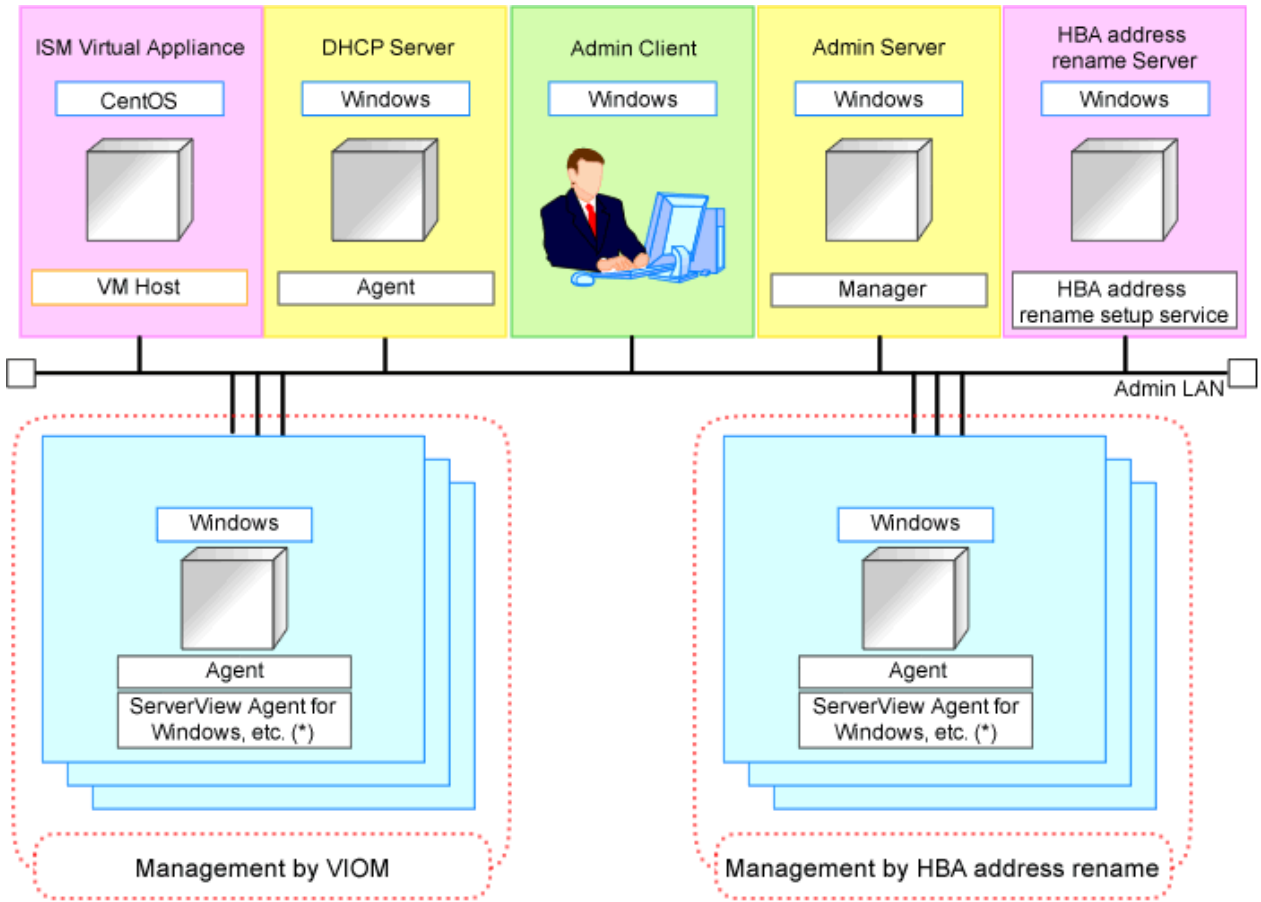 ISM Virtual Appliance
CentOS
VM Host
DHCP Server
Windows
Agent
Admin Client
Windows
Admin Server
Windows
Manager
HBA address
rename Server
Windows
HBA address
rename setup service
Admin LAN
Windows
Agent
ServerView Agent for
Windows, etc. (*)
Management by VIOM
Windows
Agent
ServerView Agent for
Windows, etc. (*)
Management by HBA address rename